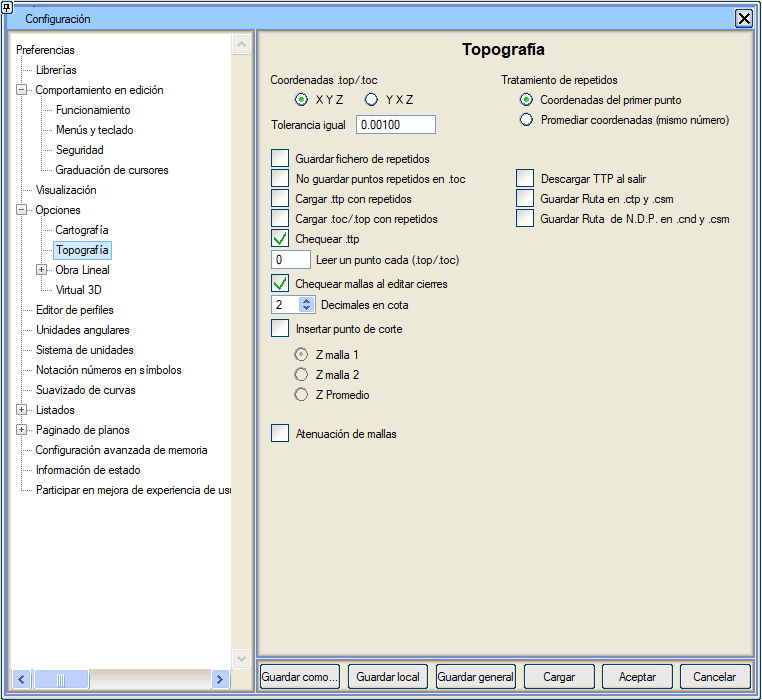 Configuración
Preferencias
Librerías
Comportamiento en edición
Funcionamiento
Menús y teclado
Seguridad
Graduación de cursores
Visualización
Opciones
Cartografía
Topografía
Obra Lineal
Virtual 3D
Editor de perfiles
Unidades angulares
Sistema de unidades
Notación números en símbolos
Suavizado de curvas
Listados
Paginado de planos
Configuración avanzada de memoria
Información de estado
Participar en mejora de experiencia de usu
Topografía
Coordenadas .top/.toc
X Y Z
Y X Z
Tolerancia igual
0.00100
Tratamiento de repetidos
Coordenadas del primer punto
Promediar coordenadas (mismo número)
Guardar fichero de repetidos
No guardar puntos repetidos en .toc
Cargar .ttp con repetidos
Cargar .toc/.top con repetidos
Chequear .ttp
0
Leer un punto cada (.top/.toc)
Chequear mallas al editar cierres
2
Decimales en cota
Insertar punto de corte
Z malla 1
Z malla 2
Z Promedio
Atenuación de mallas
Descargar TTP al salir
Guardar Ruta en .ctp y .csm
Guardar Ruta de N.D.P. en .cnd y .csm
Guardar como...
Guardar local
Guardar general
Cargar
Aceptar
Cancelar